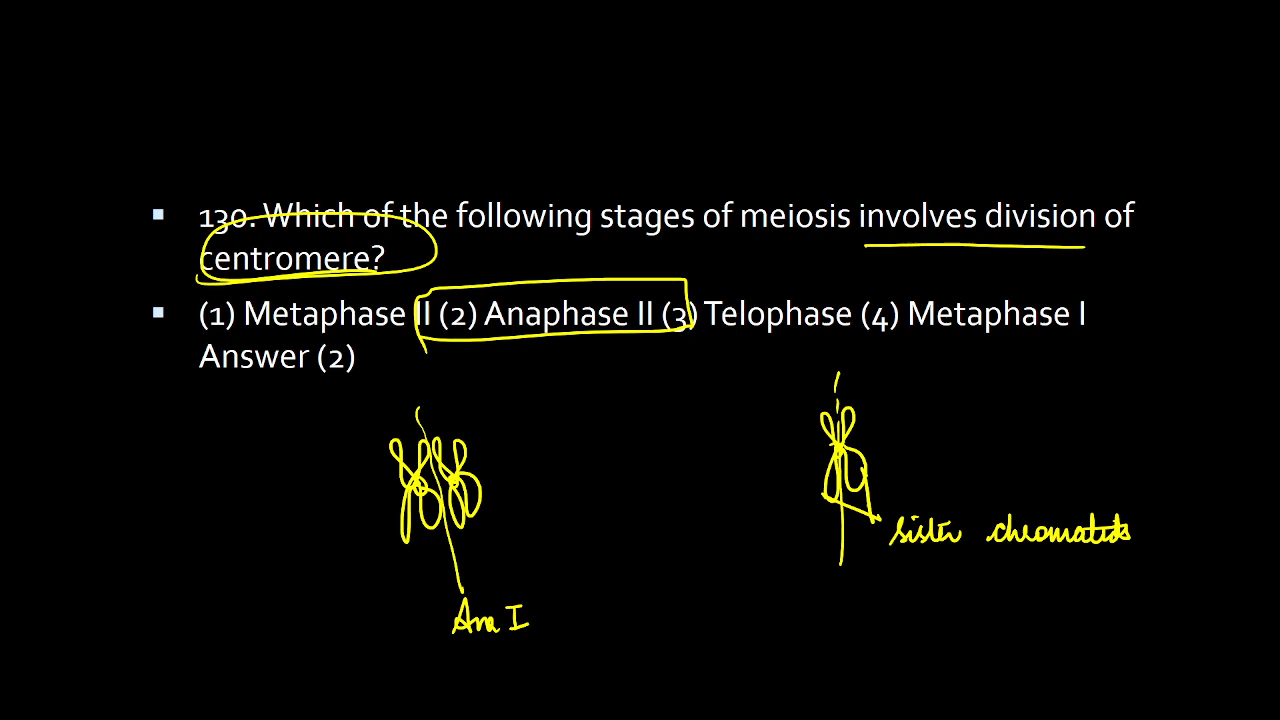 130. Which of the following stages of meiosis involves division of
centromere?
(1) Metaphase II (2) Anaphase II (3) Telophase (4) Metaphase I
Answer (2)
sister chromatids
Ana I